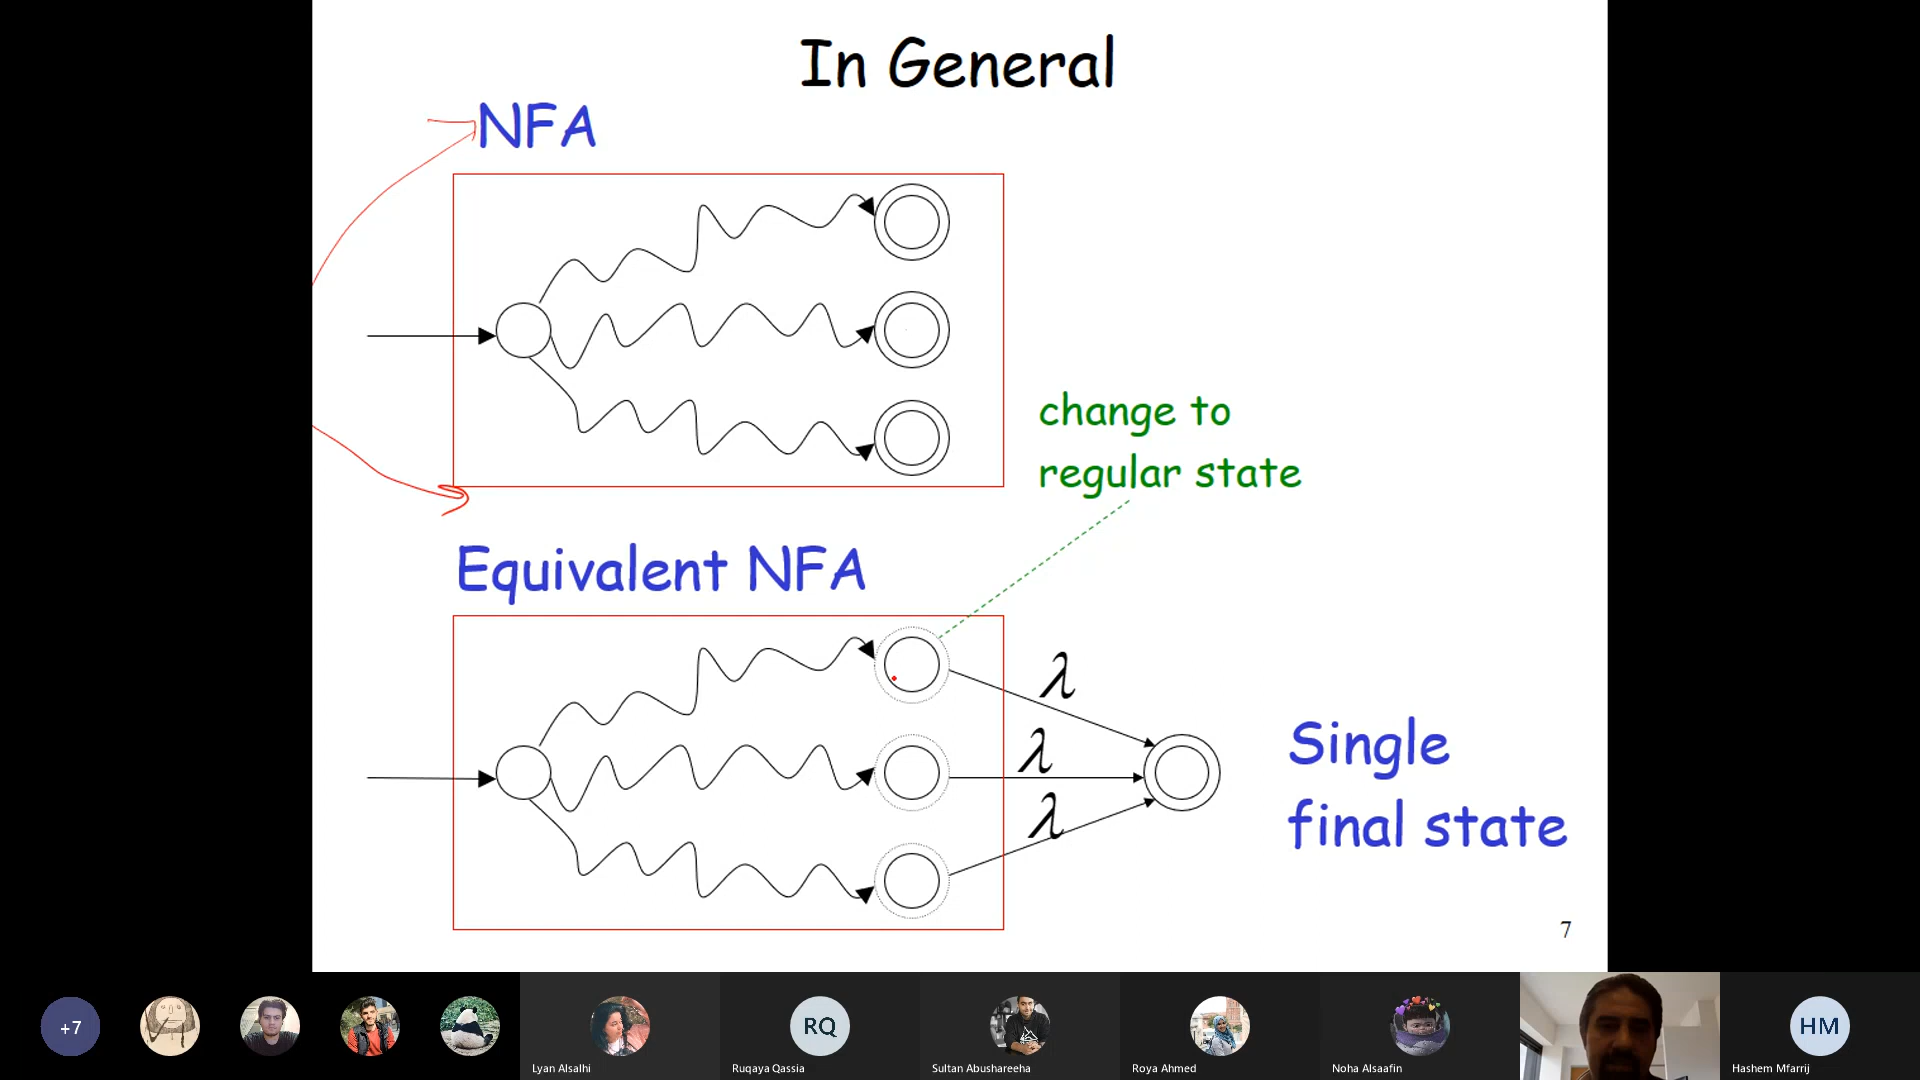 In General
NFA
change to
regular state
Equivalent NFA
λ
λ
λ
Single
final state
7
+7
RQ
HM
Lyan Alsalhi
Ruqaya Qassia
Sultan Abushareeha
Roya Ahmed
Noha Alsaafin
Hashem Mfarrij